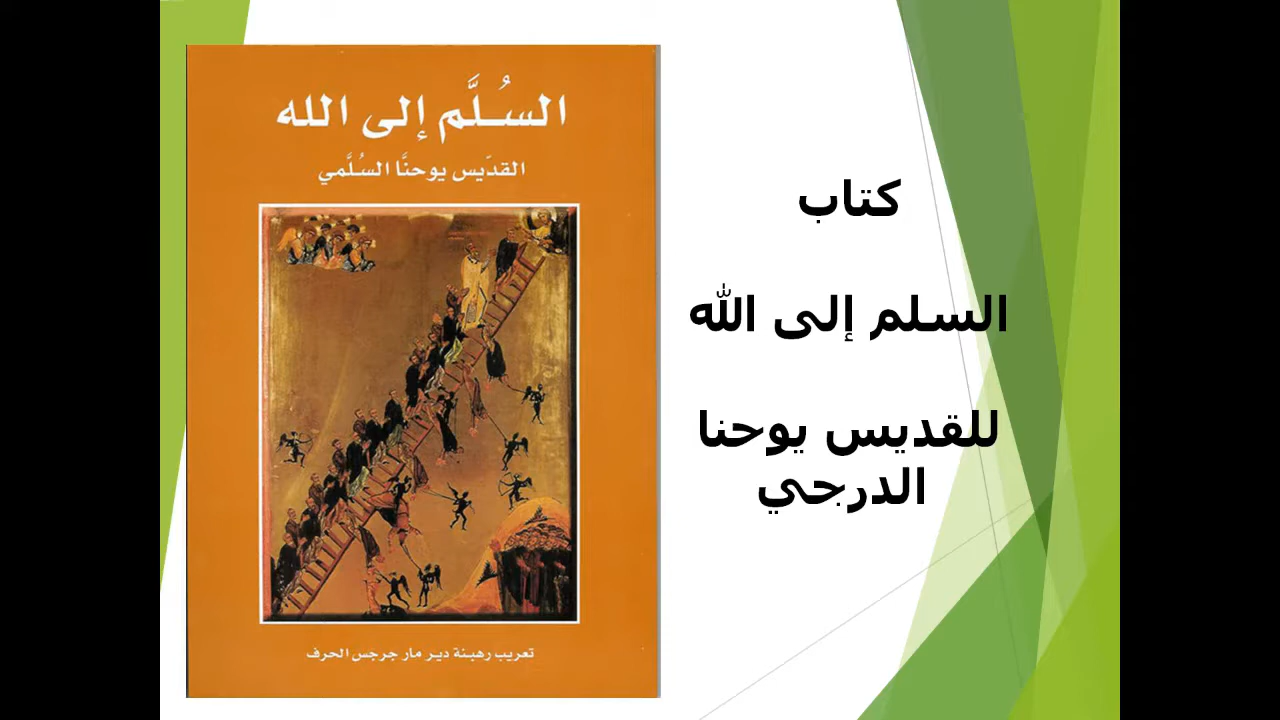 السُلَّم إلى الله
القدّيس يوحنَّا السُلَّمي
تعريب رهبنة دير مار جرجس الحرف
كتاب
السلم إلى الله
للقديس يوحنا
الدرجي